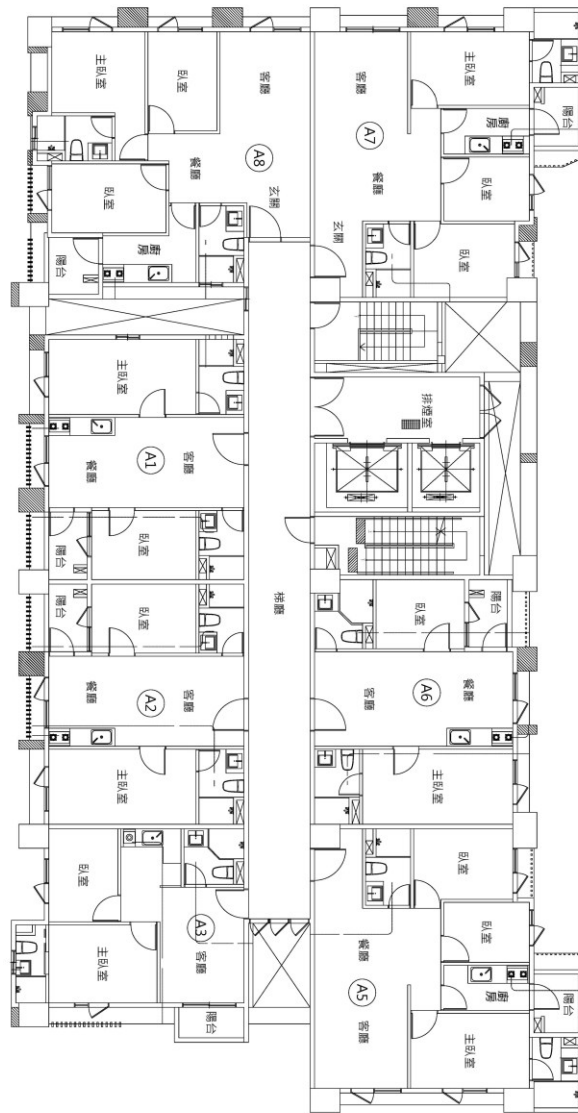 主臥室
臥室
客廳
A8
餐廳
玄關
臥室
廚房
陽台
客廳
A7
餐廳
玄關
主臥室
廚房
陽台
臥室
臥室
主臥室
A1
客廳
餐廳
陽台
臥室
排煙室
梯廳
陽台
臥室
A2
客廳
餐廳
主臥室
臥室
陽台
A6
餐廳
客廳
主臥室
臥室
主臥室
A3
客廳
陽台
臥室
臥室
餐廳
A5
客廳
廚房
陽台
主臥室